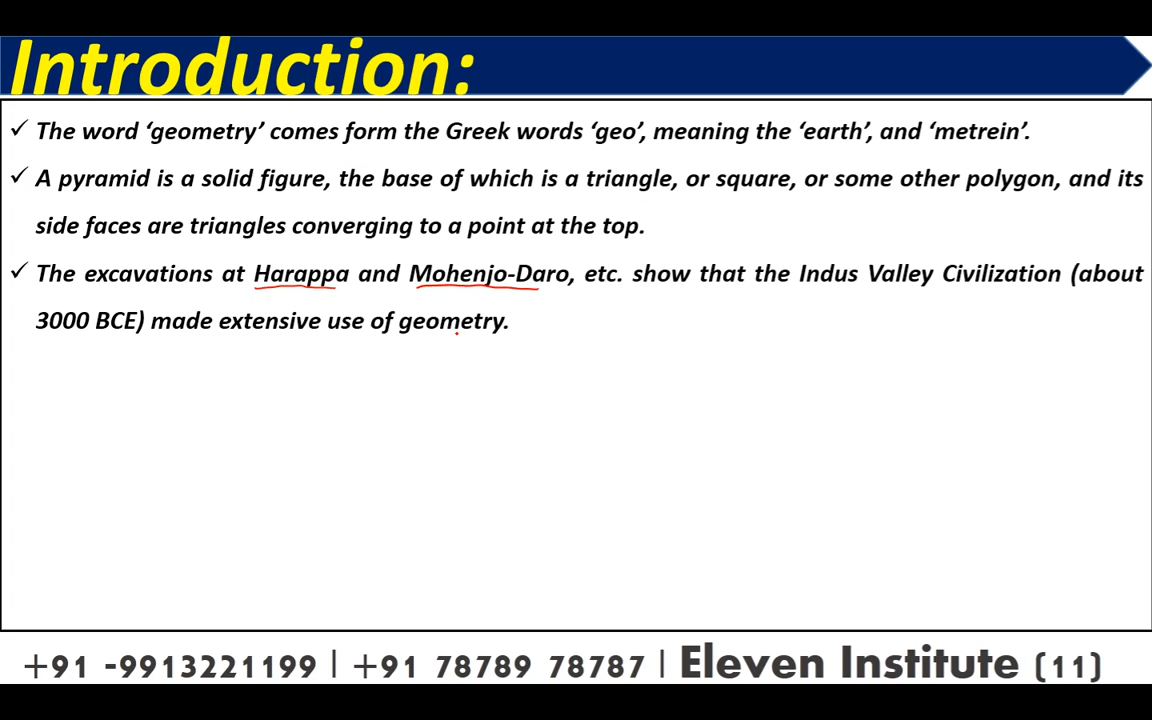 Introduction:
✓ The word ‘geometry’ comes form the Greek words ‘geo’, meaning the ‘earth’, and ‘metrein’.
✓ A pyramid is a solid figure, the base of which is a triangle, or square, or some other polygon, and its
side faces are triangles converging to a point at the top.
✓ The excavations at Harappa and Mohenjo-Daro, etc. show that the Indus Valley Civilization (about
3000 BCE) made extensive use of geometry.
+91 -9913221199 | +91 78789 78787 | Eleven Institute (11)